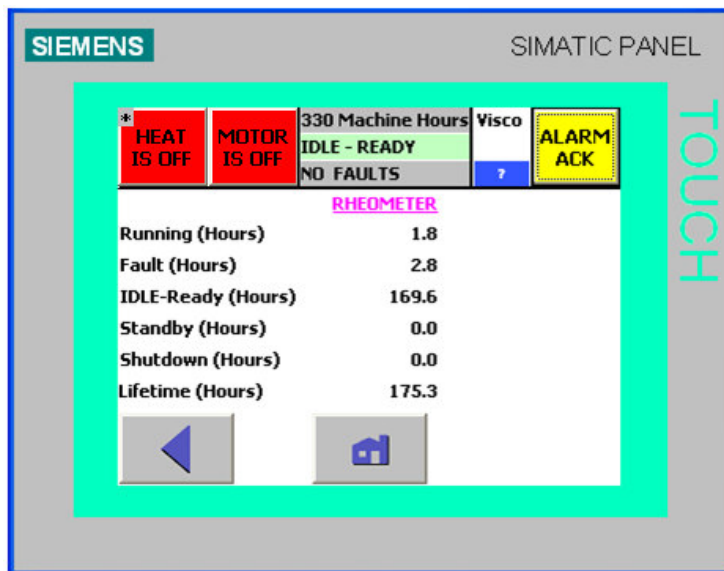 SIEMENS
SIMATIC PANEL
TOUCH
* HEAT
IS OFF
MOTOR
IS OFF
330 Machine Hours
IDLE - READY
NO FAULTS
Visco
?
ALARM
ACK
RHEOMETER
Running (Hours) 1.8
Fault (Hours) 2.8
IDLE-Ready (Hours) 169.6
Standby (Hours) 0.0
Shutdown (Hours) 0.0
Lifetime (Hours) 175.3